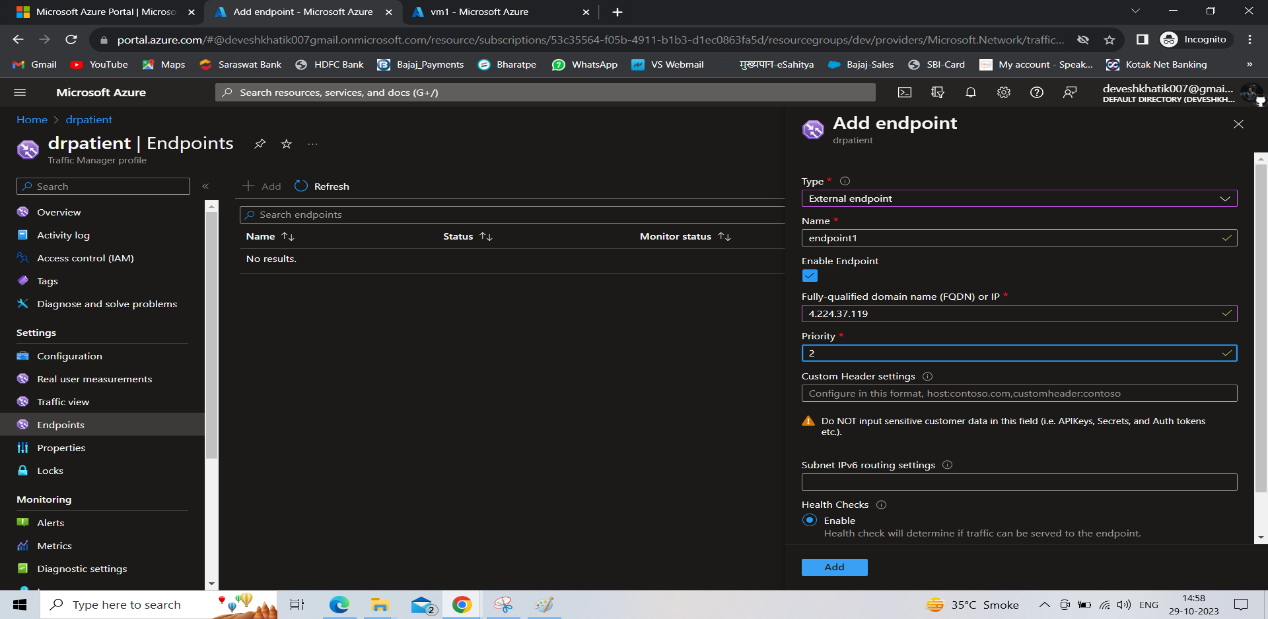 Microsoft Azure Portal | Microso
Add endpoint - Microsoft Azure
vm1 - Microsoft Azure
portal.azure.com/#@deveshkhatik007gmail.onmicrosoft.com/resource/subscriptions/53c35564-f05b-4911-b1b3-d1ec0863fa5d/resourcegroups/dev/providers/Microsoft.Network/traffic...
Incognito
Gmail
YouTube
Maps
Saraswat Bank
HDFC Bank
Bajaj_Payments
Bharatpe
WhatsApp
VS Webmail
मुख्यपान-eSahitya
Bajaj-Sales
SBI-Card
My account - Speak...
Kotak Net Banking
»
Microsoft Azure
Search resources, services, and docs (G+/)
deveshkhatik007@gmai...
DEFAULT DIRECTORY (DEVESHKH...
Home > drpatient
drpatient | Endpoints
...
Traffic Manager profile
Search
«
Overview
Activity log
Access control (IAM)
Tags
Diagnose and solve problems
Settings
Configuration
Real user measurements
Traffic view
Endpoints
Properties
Locks
Monitoring
Alerts
Metrics
Diagnostic settings
Add
Refresh
Search endpoints
Name
Status
Monitor status
No results.
Add endpoint
drpatient
Type *
External endpoint
Name *
endpoint1
Enable Endpoint
Fully-qualified domain name (FQDN) or IP *
4.224.37.119
Priority *
2
Custom Header settings
Configure in this format, host:contoso.com,customheader:contoso
Do NOT input sensitive customer data in this field (i.e. APIKeys, Secrets, and Auth tokens
etc.).
Subnet IPv6 routing settings
Health Checks
Enable
Health check will determine if traffic can be served to the endpoint.
Add
Type here to search
2
35°C Smoke
ENG
14:58
29-10-2023